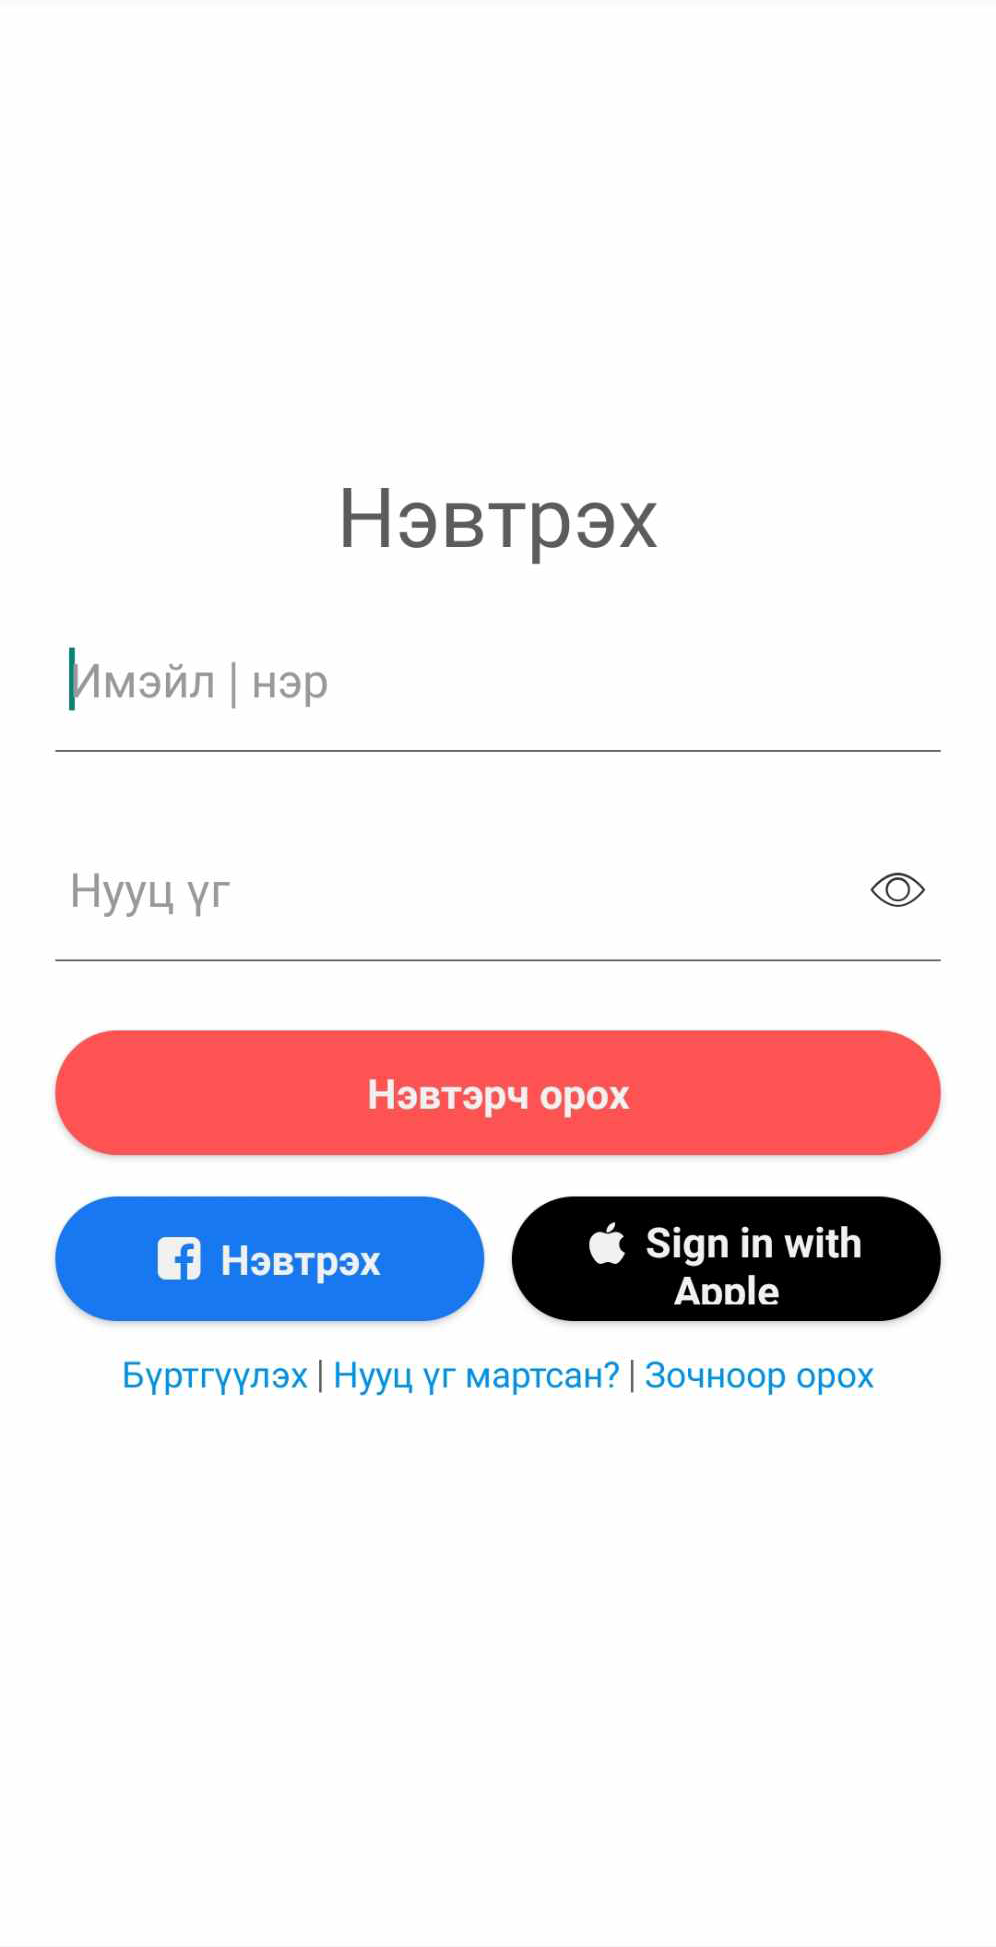 Нэвтрэх
Имэйл | нэр
Нууц үг
Нэвтэрч орох
Нэвтрэх
Sign in with
Apple
Бүртгүүлэх | Нууц үг мартсан? | Зочноор орох